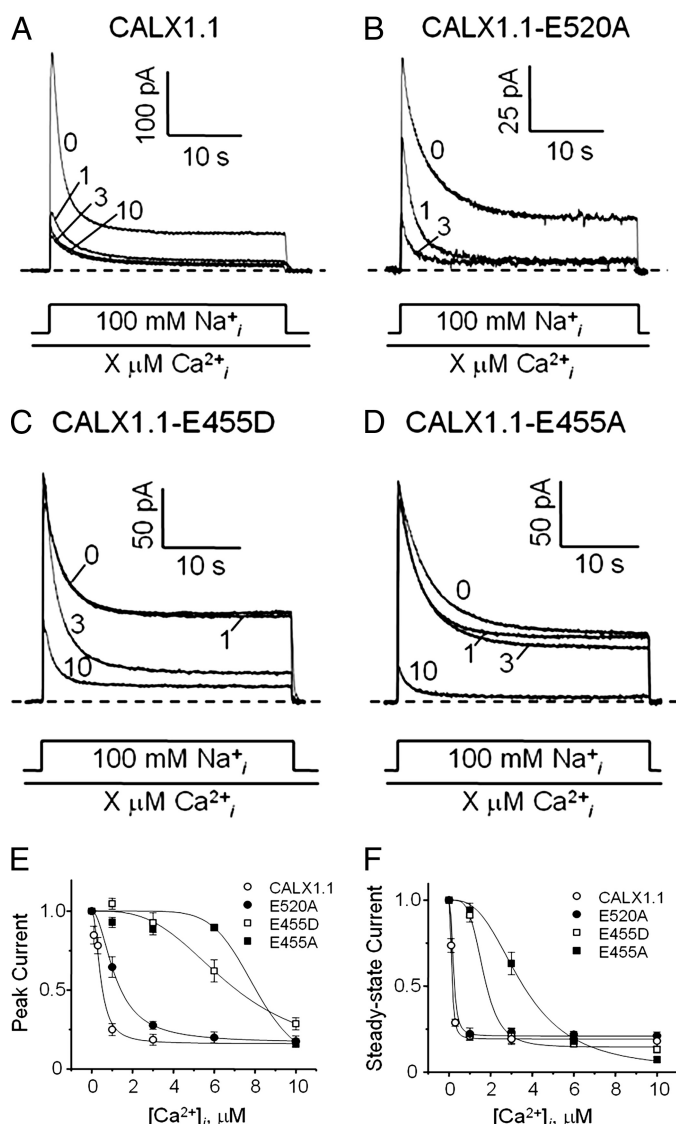 A CALX1.1
100 pA
10 s
0
1
3
10
100 mM Na⁺ᵢ
X μM Ca²⁺ᵢ
B CALX1.1-E520A
25 pA
10 s
0
1
3
100 mM Na⁺ᵢ
X μM Ca²⁺ᵢ
C CALX1.1-E455D
50 pA
10 s
0
1
3
10
100 mM Na⁺ᵢ
X μM Ca²⁺ᵢ
D CALX1.1-E455A
50 pA
10 s
0
1
3
10
100 mM Na⁺ᵢ
X μM Ca²⁺ᵢ
E
CALX1.1
E520A
E455D
E455A
Peak Current
1.0
0.5
0
0 2 4 6 8 10
[Ca²⁺]ᵢ, μM
F
CALX1.1
E520A
E455D
E455A
Steady-state Current
1.0
0.5
0
0 2 4 6 8 10
[Ca²⁺]ᵢ, μM